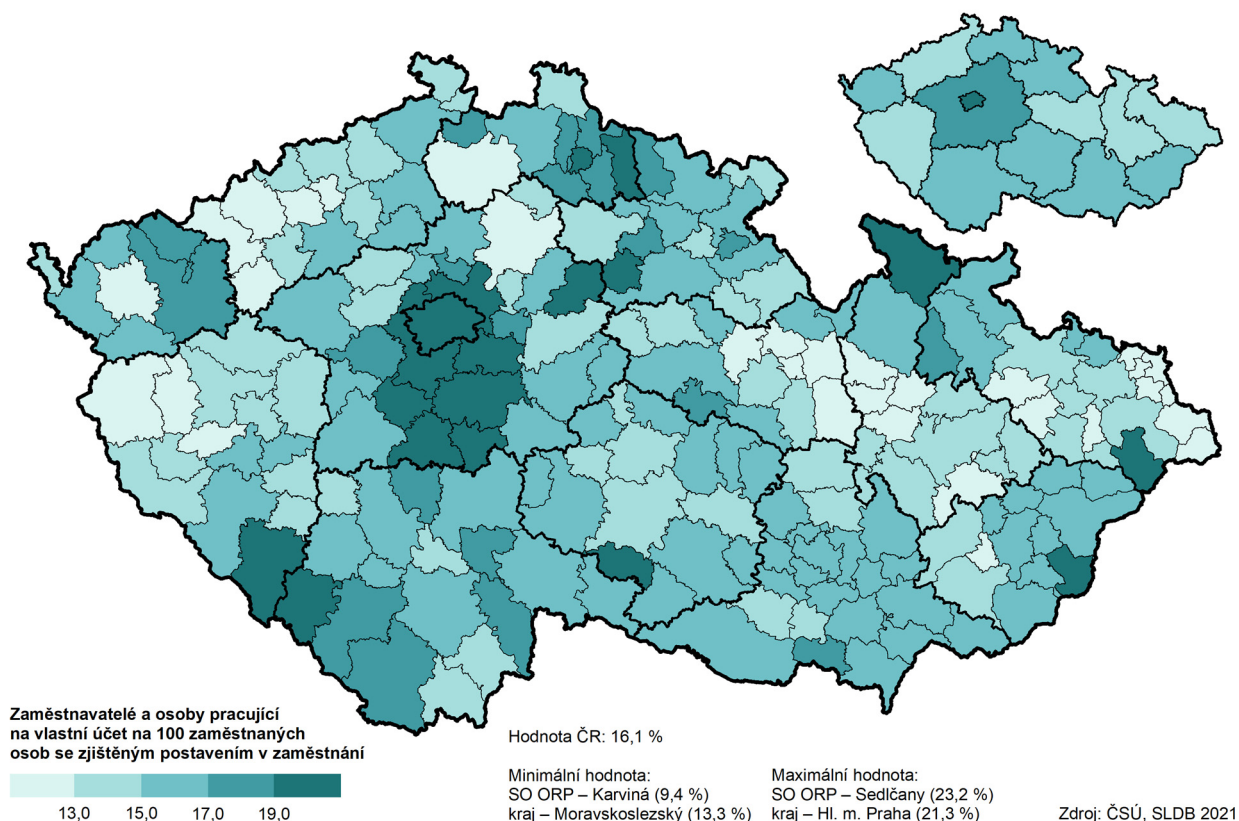 Zaměstnavatelé a osoby pracující
na vlastní účet na 100 zaměstnaných
osob se zjištěným postavením v zaměstnání
13,0 15,0 17,0 19,0
Hodnota ČR: 16,1 %
Minimální hodnota:
SO ORP – Karviná (9,4 %)
kraj – Moravskoslezský (13,3 %)
Maximální hodnota:
SO ORP – Sedlčany (23,2 %)
kraj – Hl. m. Praha (21,3 %)
Zdroj: ČSÚ, SLDB 2021